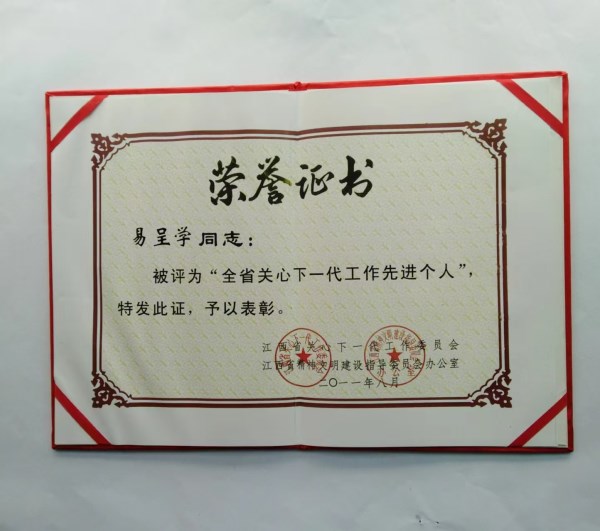 荣誉证书
易呈学同志：
被评为“全省关心下一代工作先进个人”，
特发此证，予以表彰。
江西省关心下一代工作委员会
江西省精神文明建设指导委员会办公室
二〇一一年八月